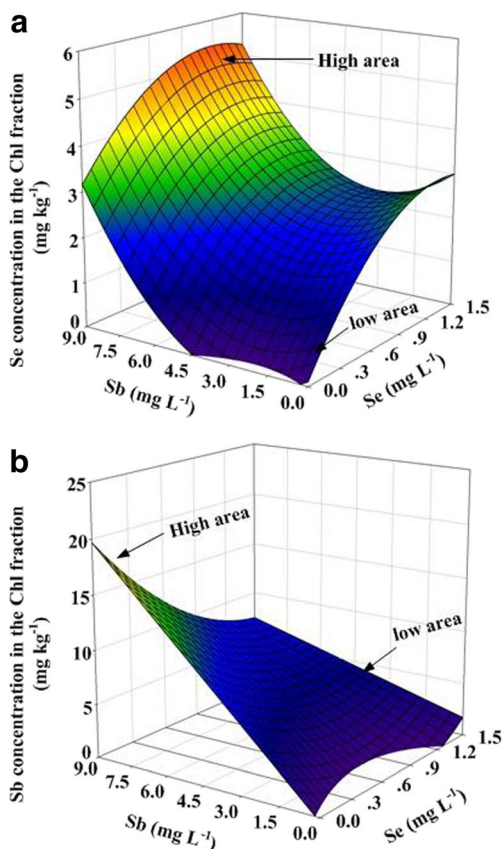 a
Se concentration in the Chl fraction
(mg kg⁻¹)
6
5
4
3
2
1
0
High area
low area
9.0
7.5
6.0
4.5
3.0
1.5
0.0
Sb (mg L⁻¹)
0.0
.3
.6
.9
1.2
1.5
Se (mg L⁻¹)
b
Sb concentration in the Chl fraction
(mg kg⁻¹)
25
20
15
10
5
0
High area
low area
9.0
7.5
6.0
4.5
3.0
1.5
0.0
Sb (mg L⁻¹)
0.0
.3
.6
.9
1.2
1.5
Se (mg L⁻¹)